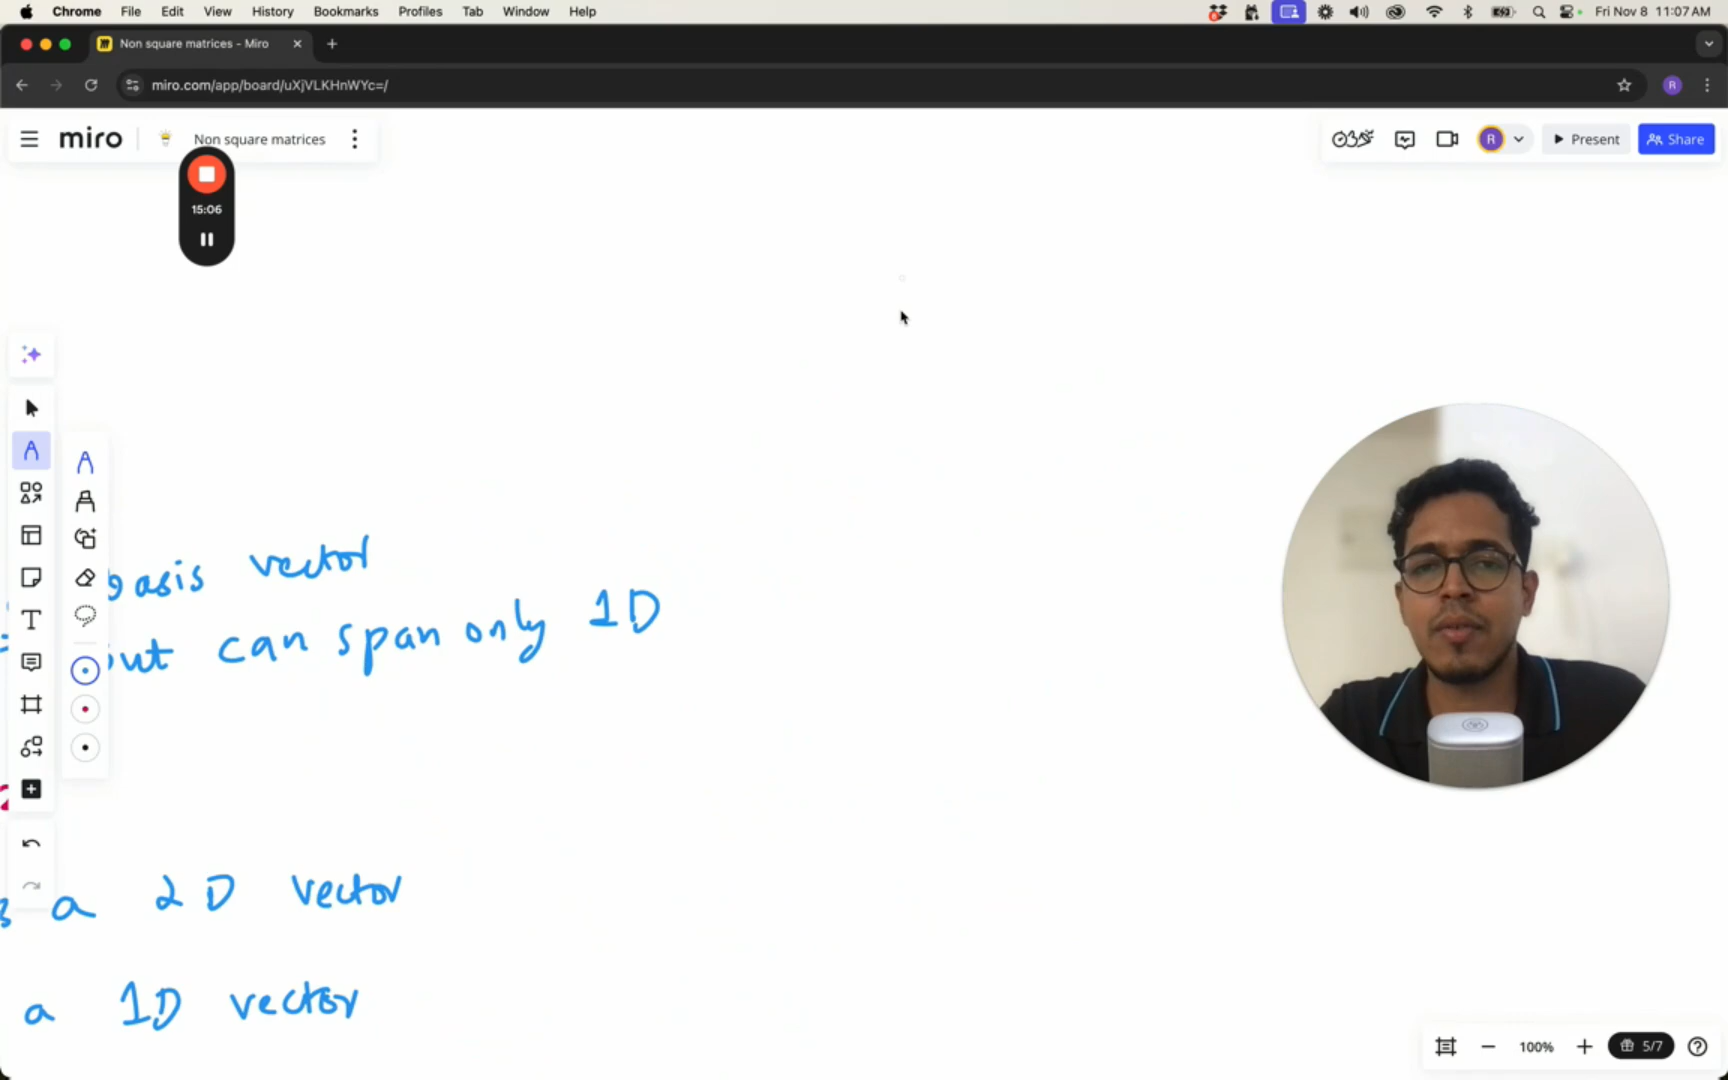 Chrome File Edit View History Bookmarks Profiles Tab Window Help Fri Nov 8 11:07 AM
Non square matrices - Miro
miro.com/app/board/uXjVLKHnWYc=/ R
miro Non square matrices R Present Share
15:06
basis vector
but can span only 1D
a 2D vector
a 1D vector
100% 5/7